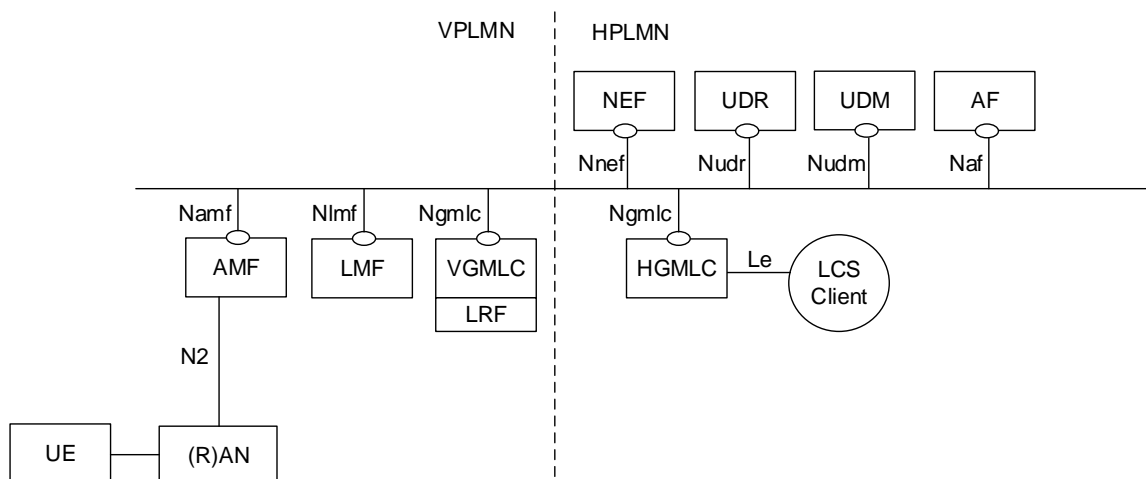 VPLMN
HPLMN
NEF
UDR
UDM
AF
Nnef
Nudr
Nudm
Naf
Namf
Nlmf
Ngmlc
Ngmlc
AMF
LMF
VGMLC
HGMLC
Le
LCS
Client
LRF
N2
UE
(R)AN